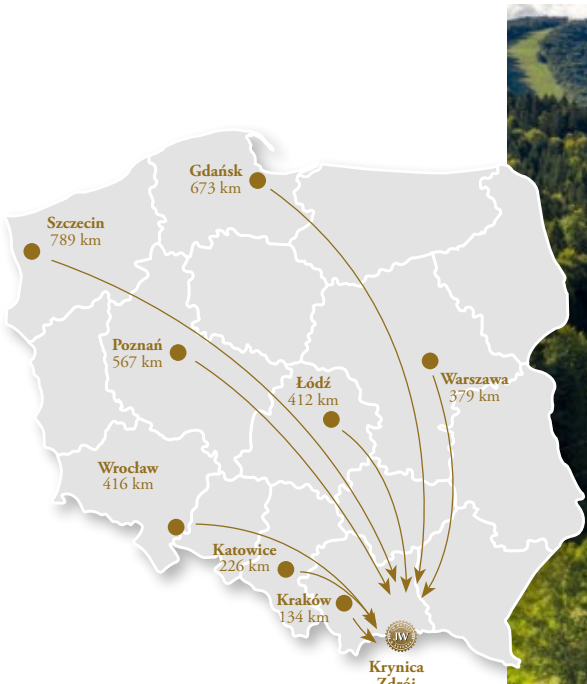 Gdańsk
673 km
Szczecin
789 km
Poznań
567 km
Łódź
412 km
Warszawa
379 km
Wrocław
416 km
Katowice
226 km
Kraków
134 km
JW
Krynica
Zdrój